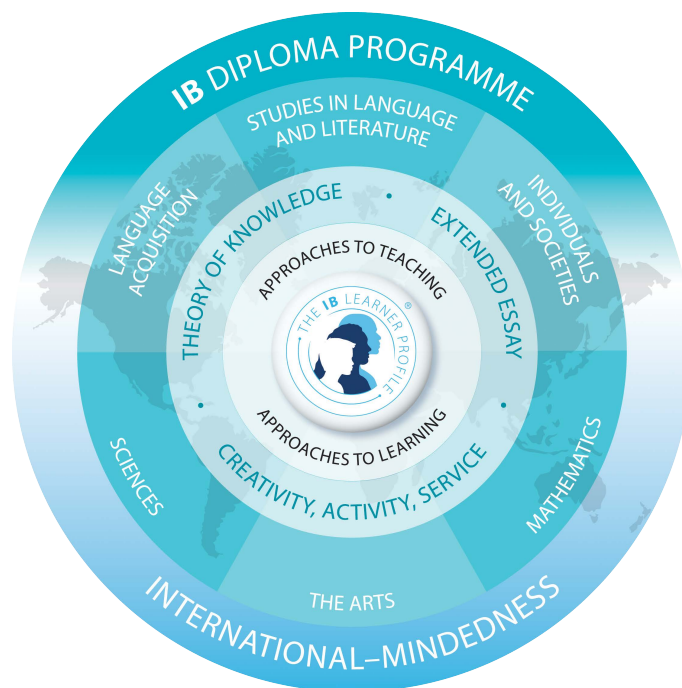 IB DIPLOMA PROGRAMME
STUDIES IN LANGUAGE
AND LITERATURE
LANGUAGE
ACQUISITION
INDIVIDUALS
AND SOCIETIES
THEORY OF KNOWLEDGE
•
EXTENDED ESSAY
APPROACHES TO TEACHING
• THE IB LEARNER PROFILE •
®
APPROACHES TO LEARNING
•
CREATIVITY, ACTIVITY, SERVICE
•
SCIENCES
MATHEMATICS
THE ARTS
INTERNATIONAL–MINDEDNESS